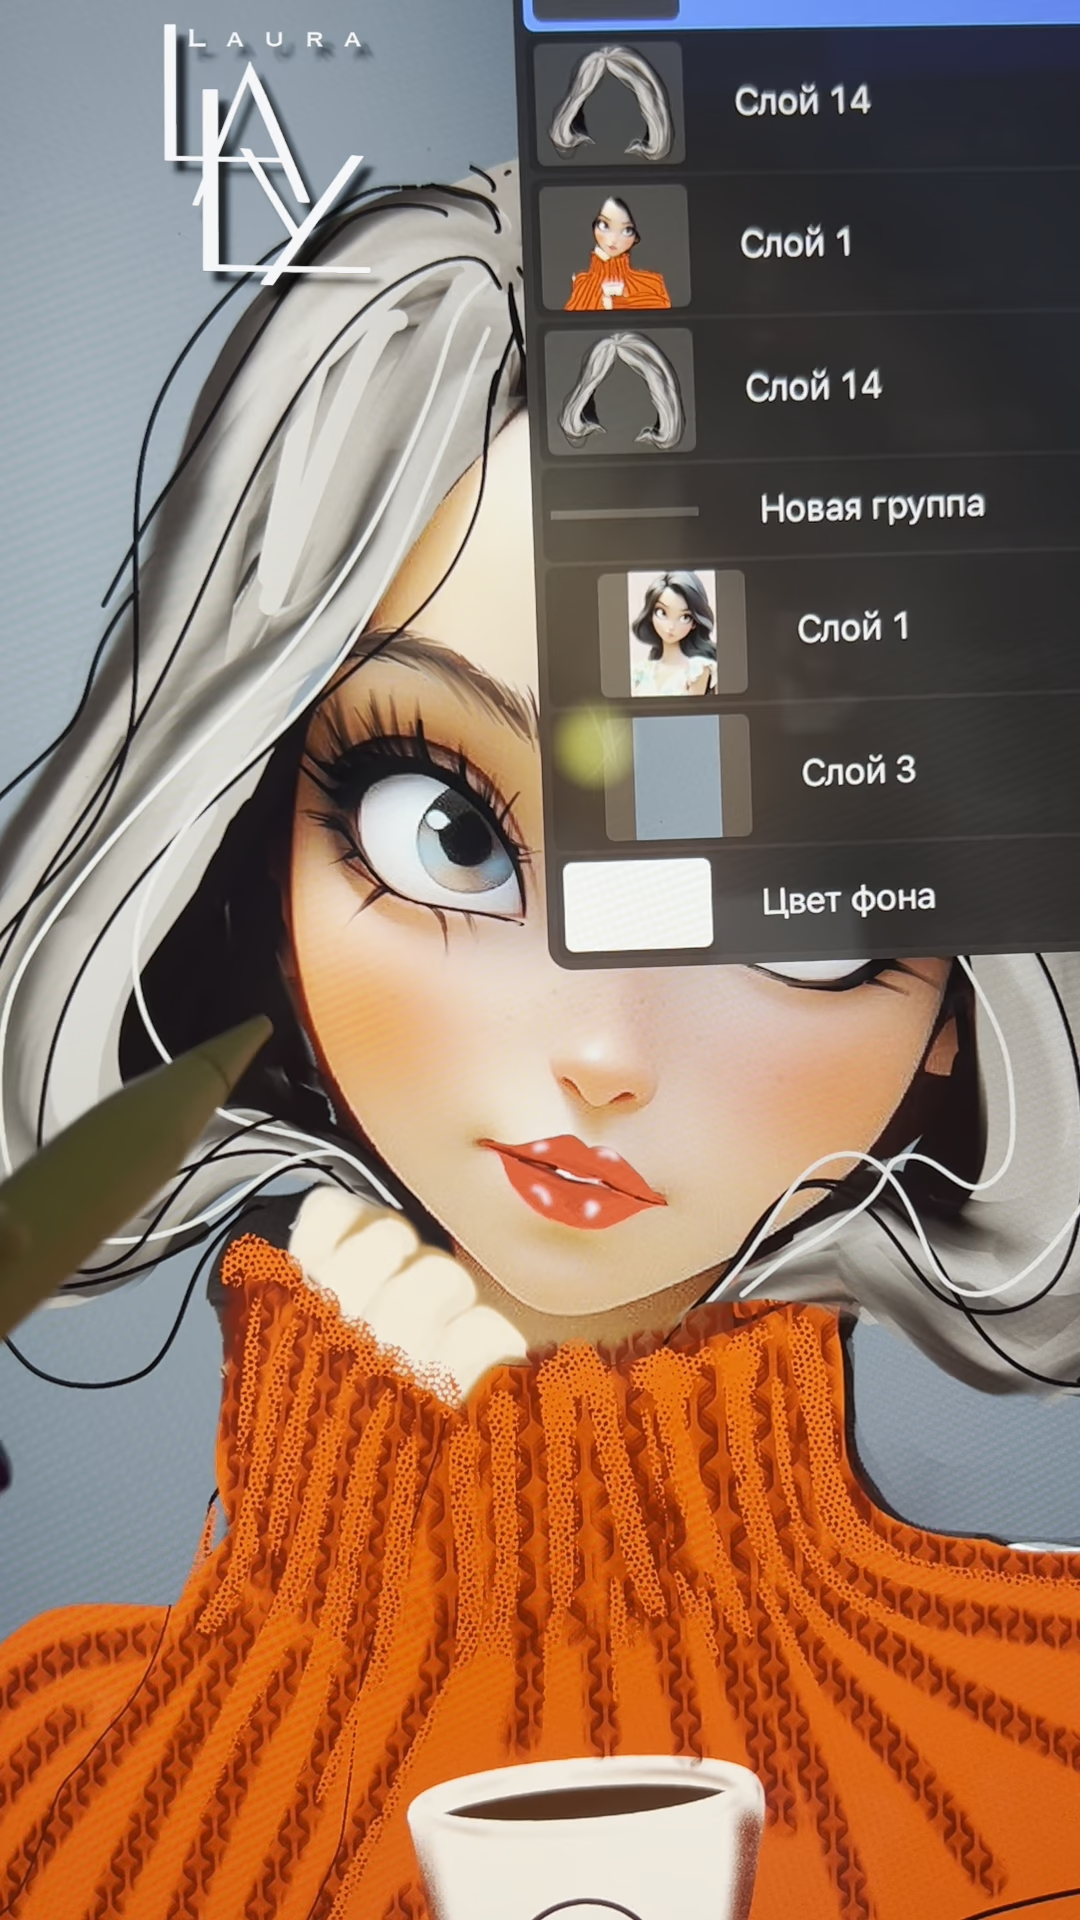 LAURA
LALY
Слой 14
Слой 1
Слой 14
Новая группа
Слой 1
Слой 3
Цвет фона